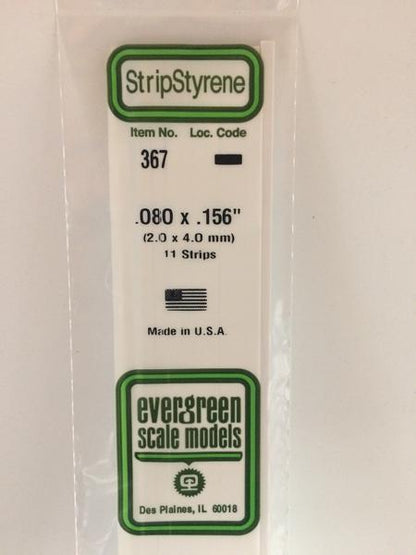 StripStyrene
Item No. Loc. Code
367
.080 x .156"
(2.0 x 4.0 mm)
11 Strips
Made in U.S.A.
evergreen
scale models
Des Plaines, IL 60018